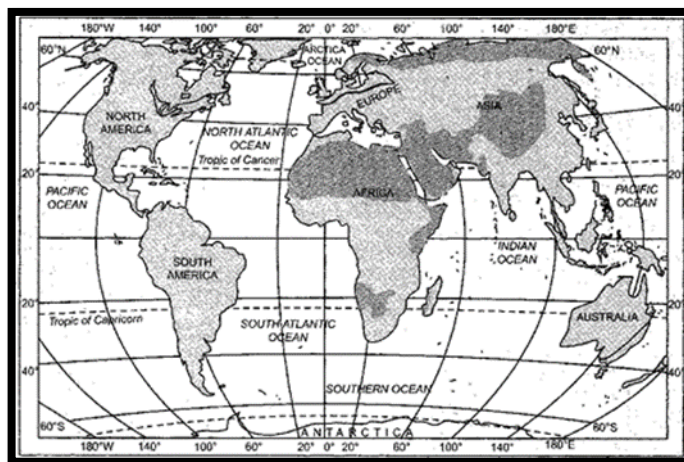 180°W 140° 100° 60° 20° 0° 20° 60° 100° 140° 180°E
60°N ARCTICA OCEAN 60°N
EUROPE ASIA
40° NORTH AMERICA 40°
NORTH ATLANTIC OCEAN
Tropic of Cancer
20° AFRICA 20°
PACIFIC OCEAN PACIFIC OCEAN
INDIAN OCEAN
SOUTH AMERICA
20° 20°
Tropic of Capricorn SOUTH ATLANTIC OCEAN AUSTRALIA
40° 40°
SOUTHERN OCEAN
60°S ANTARCTICA 60°S
180°W 140° 100° 60° 20° 0° 20° 60° 100° 140° 180°E